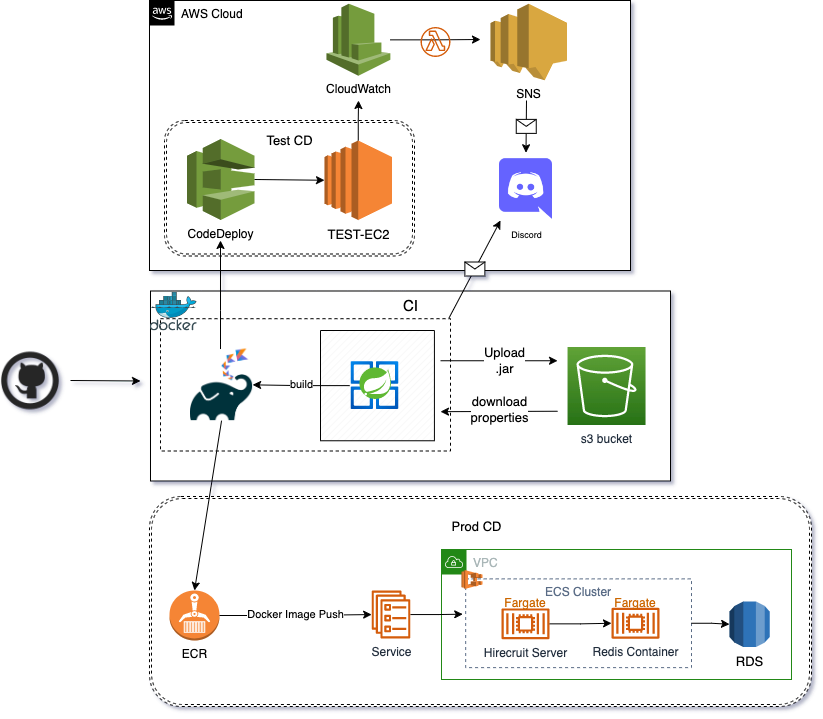 aws
AWS Cloud
CloudWatch
SNS
Test CD
CodeDeploy
TEST-EC2
Discord
docker
CI
build
Upload
.jar
download
properties
s3 bucket
Prod CD
VPC
ECS Cluster
Fargate
Fargate
Docker Image Push
ECR
Service
Hirecruit Server
Redis Container
RDS